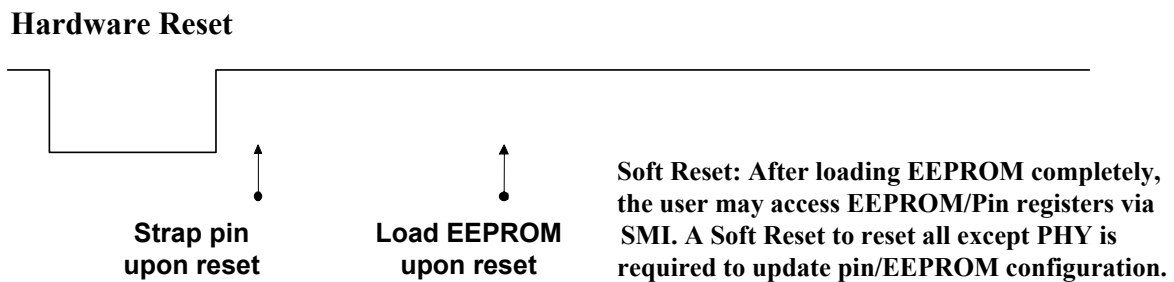 Hardware Reset
Strap pin
upon reset
Load EEPROM
upon reset
Soft Reset: After loading EEPROM completely,
the user may access EEPROM/Pin registers via
SMI. A Soft Reset to reset all except PHY is
required to update pin/EEPROM configuration.